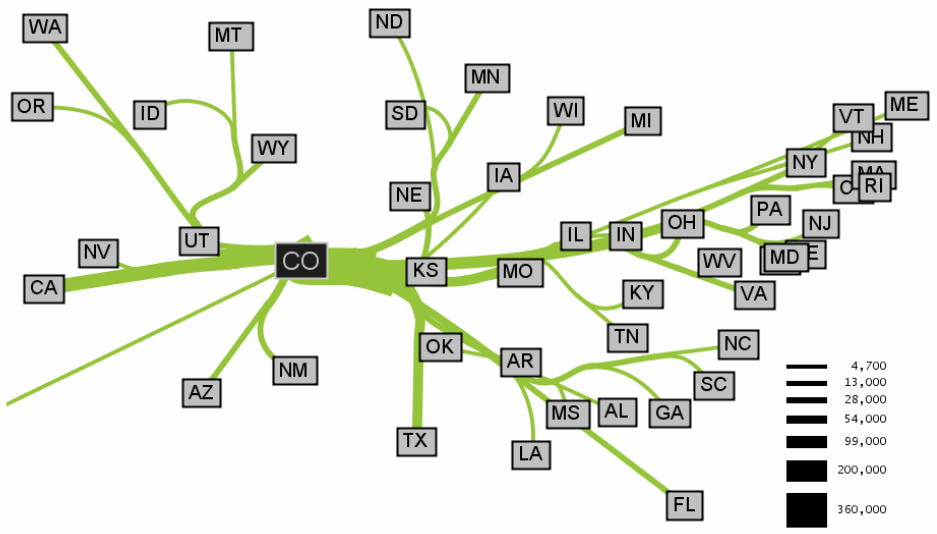 WA
MT
ND
MN
OR
ID
SD
WI
MI
VT
ME
NH
WY
IA
NY
MA
RI
NE
UT
IL
IN
OH
PA
NJ
NV
CO
KS
MO
WV
MD
CA
KY
VA
TN
OK
AR
NC
NM
AZ
SC
MS
AL
GA
TX
LA
FL
4,700
13,000
28,000
54,000
99,000
200,000
360,000